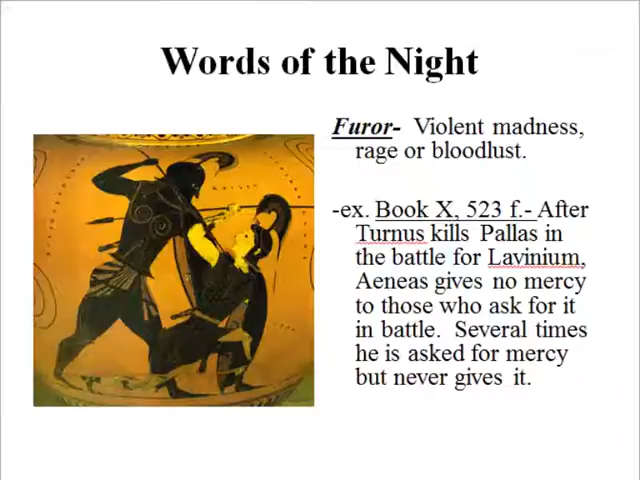 Words of the Night
Furor- Violent madness,
rage or bloodlust.
-ex. Book X, 523 f.- After
Turnus kills Pallas in
the battle for Lavinium,
Aeneas gives no mercy
to those who ask for it
in battle. Several times
he is asked for mercy
but never gives it.